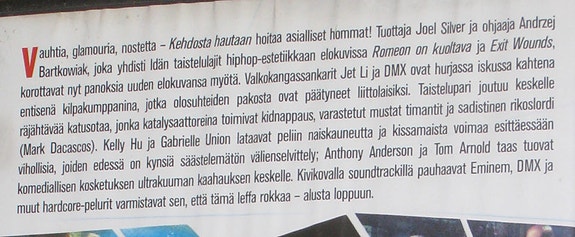 Vauhtia, glamouria, nostetta – Kehdosta hautaan hoitaa asialliset hommat! Tuottaja Joel Silver ja ohjaaja Andrzej
Bartkowiak, joka yhdisti Idän taistelulajit hiphop-estetiikkaan elokuvissa Romeon on kuoltava ja Exit Wounds,
korottavat nyt panoksia uuden elokuvansa myötä. Valkokangassankarit Jet Li ja DMX ovat hurjassa iskussa kahtena
entisenä kilpakumppanina, jotka olosuhteiden pakosta ovat päätyneet liittolaisiksi. Taistelupari joutuu keskelle
räjähtävää katusotaa, jonka katalysaattoreina toimivat kidnappaus, varastetut mustat timantit ja sadistinen rikoslordi
(Mark Dacascos). Kelly Hu ja Gabrielle Union lataavat peliin naiskauneutta ja kissamaista voimaa esittäessään
vihollisia, joiden edessä on kynsiä säästelemätön välienselvittely; Anthony Anderson ja Tom Arnold taas tuovat
komediallisen kosketuksen ultrakuuman kaahauksen keskelle. Kivikovalla soundtrackillä pauhaavat Eminem, DMX ja
muut hardcore-pelurit varmistavat sen, että tämä leffa rokkaa – alusta loppuun.